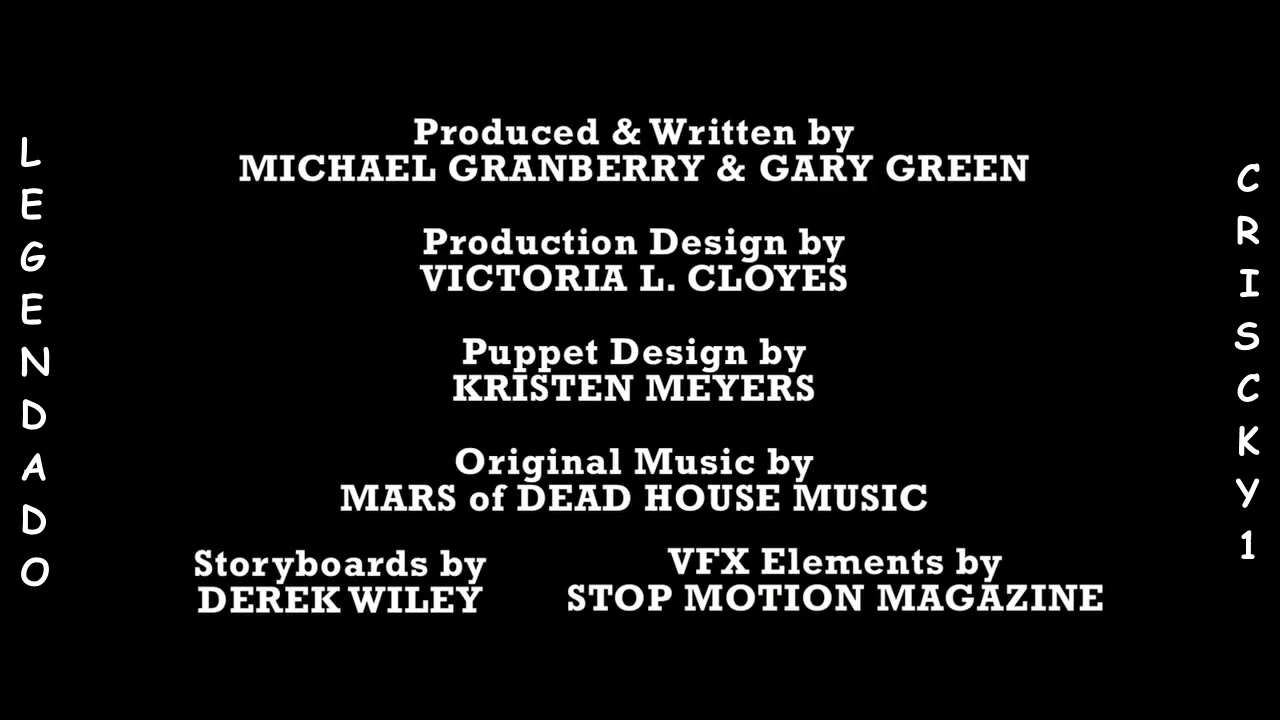 Produced & Written by
MICHAEL GRANBERRY & GARY GREEN
Production Design by
VICTORIA L. CLOYES
Puppet Design by
KRISTEN MEYERS
Original Music by
MARS of DEAD HOUSE MUSIC
Storyboards by
DEREK WILEY
VFX Elements by
STOP MOTION MAGAZINE
LEGENDADO
CRISCKY1